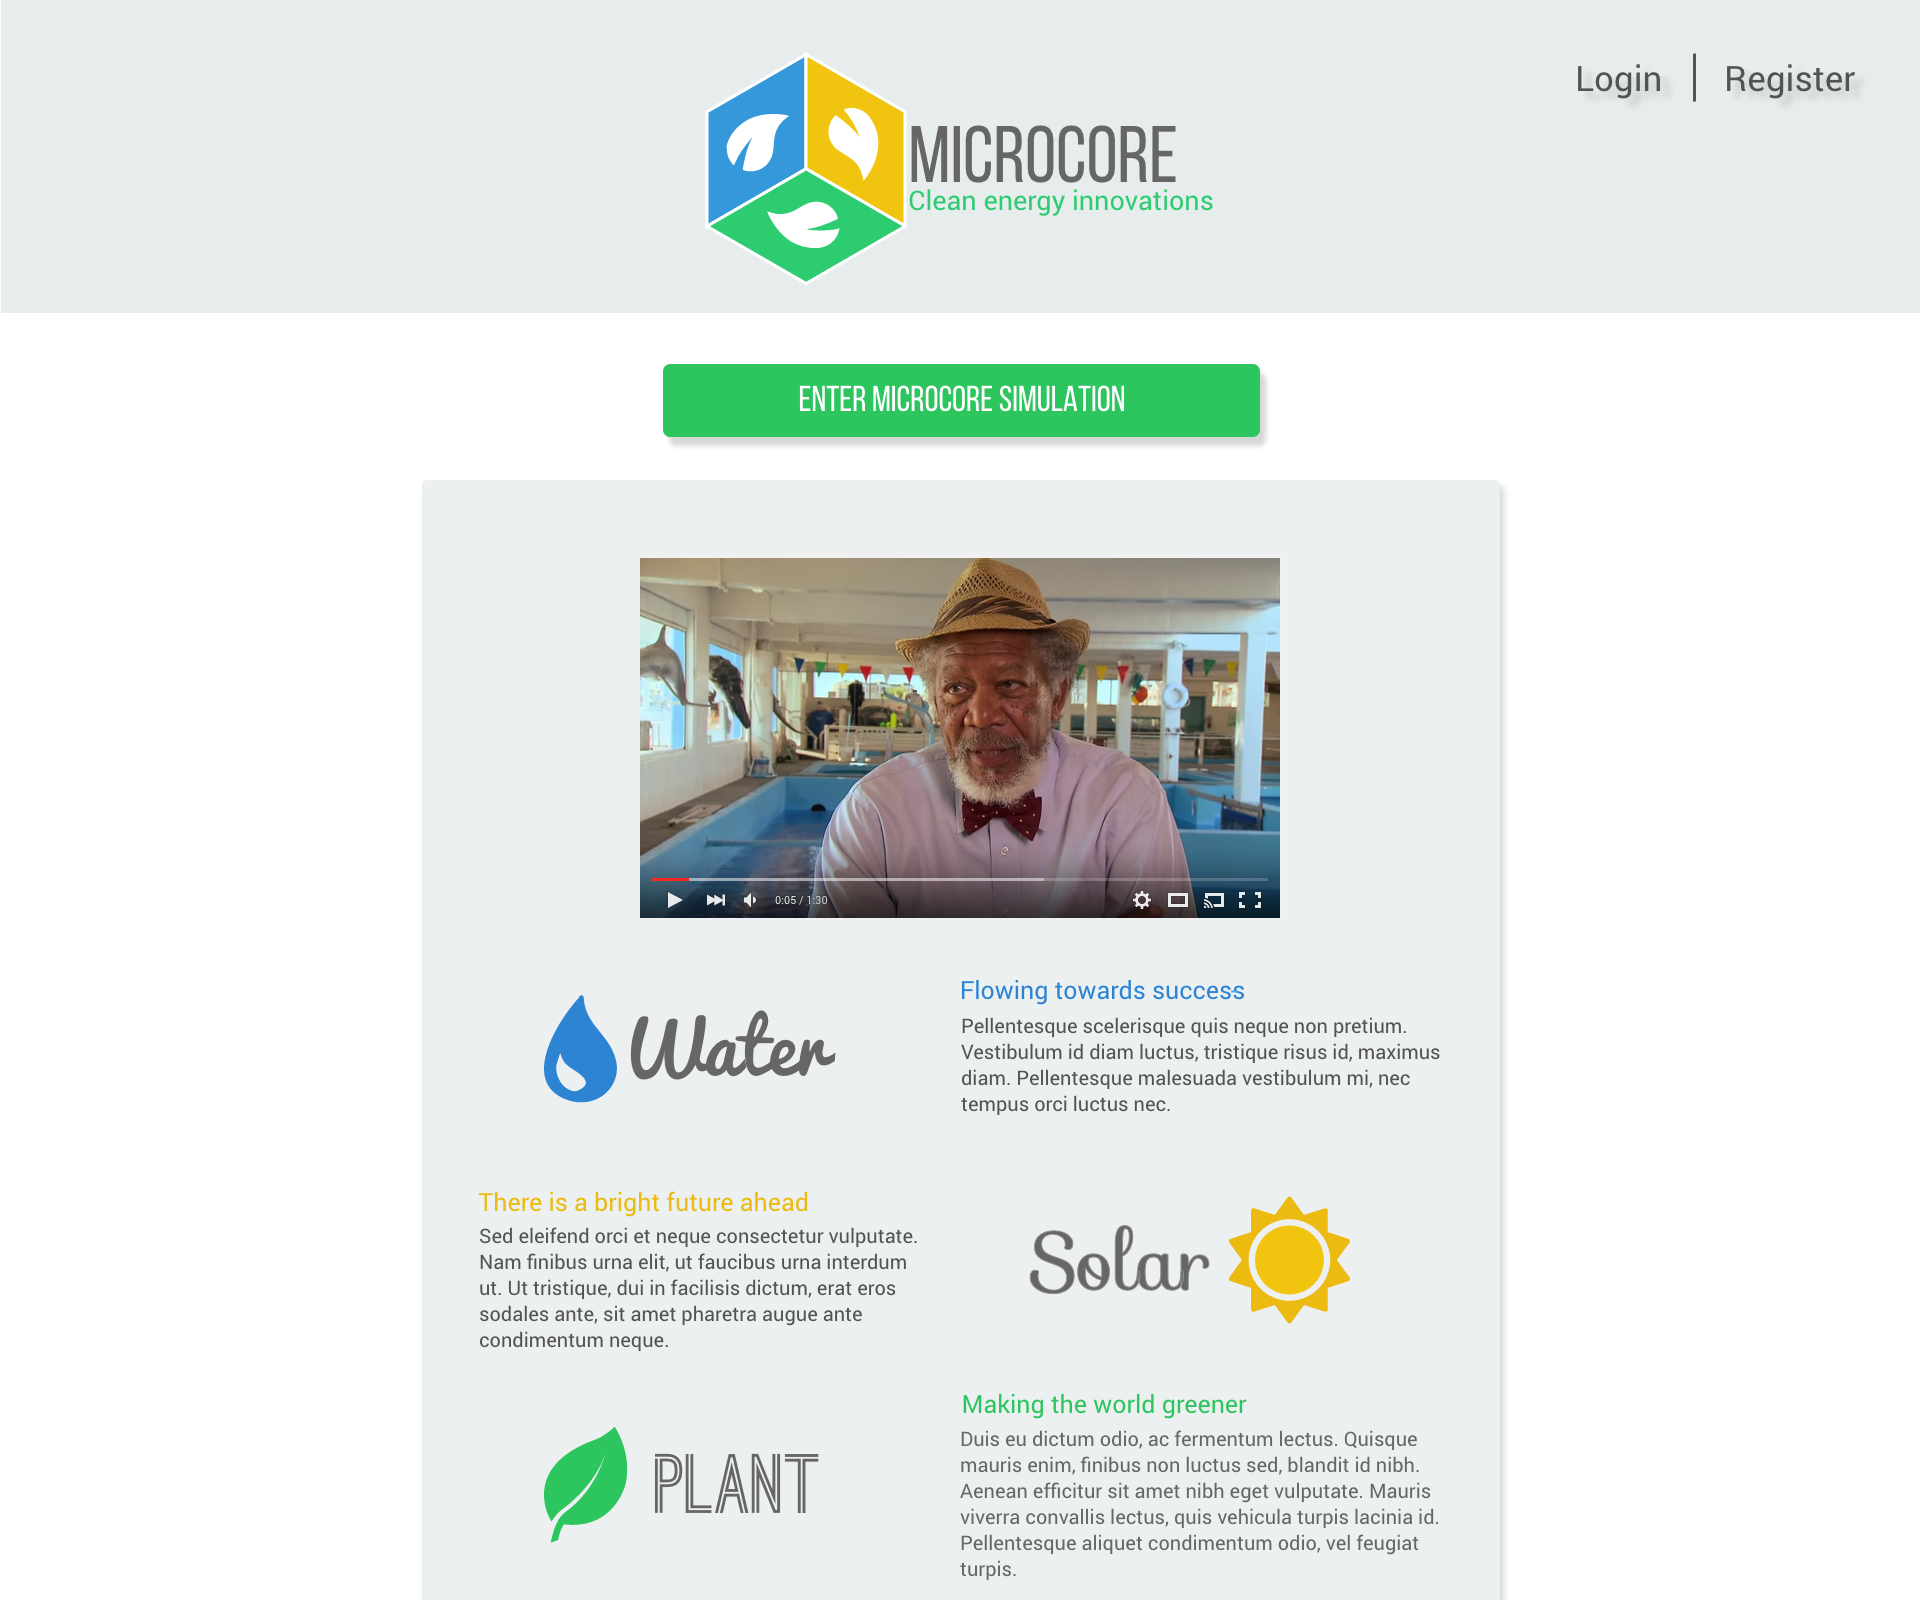 Login | Register
MICROCORE
Clean energy innovations
ENTER MICROCORE SIMULATION
0:05 / 1:30
Water
Flowing towards success
Pellentesque scelerisque quis neque non pretium.
Vestibulum id diam luctus, tristique risus id, maximus
diam. Pellentesque malesuada vestibulum mi, nec
tempus orci luctus nec.
There is a bright future ahead
Sed eleifend orci et neque consectetur vulputate.
Nam finibus urna elit, ut faucibus urna interdum
ut. Ut tristique, dui in facilisis dictum, erat eros
sodales ante, sit amet pharetra augue ante
condimentum neque.
Solar
PLANT
Making the world greener
Duis eu dictum odio, ac fermentum lectus. Quisque
mauris enim, finibus non luctus sed, blandit id nibh.
Aenean efficitur sit amet nibh eget vulputate. Mauris
viverra convallis lectus, quis vehicula turpis lacinia id.
Pellentesque aliquet condimentum odio, vel feugiat
turpis.